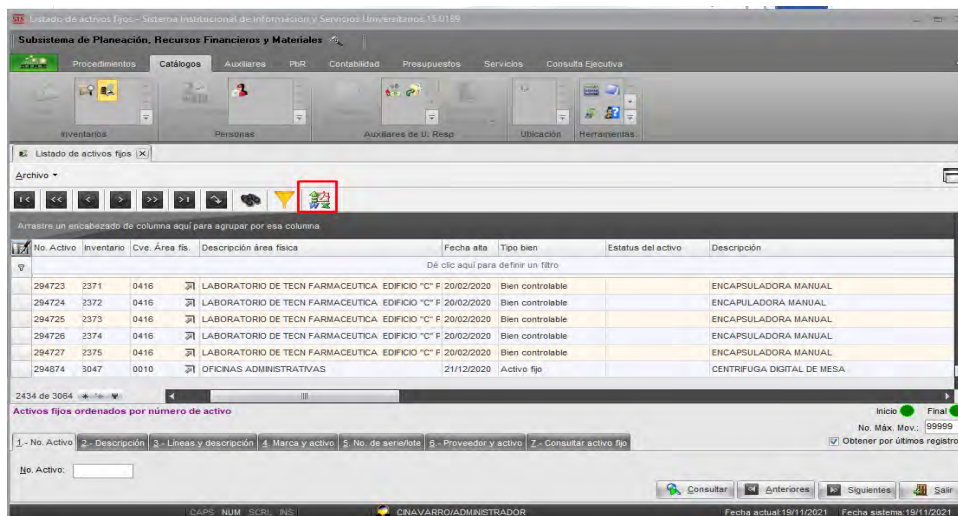 Listado de activos fijos - Sistema Institucional de Información y Servicios Universitarios 15.0169
Subsistema de Planeación, Recursos Financieros y Materiales
Procedimientos Catálogos Auxiliares PbR Contabilidad Presupuestos Servicios Consulta Ejecutiva
Inventarios Personas Auxiliares de U. Resp Ubicación Herramientas
Listado de activos fijos
Archivo
Arrastre un encabezado de columna aquí para agrupar por esa columna
No. Activo Inventario Cve. Área fís. Descripción área física Fecha alta Tipo bien Estatus del activo Descripción
Dé clic aquí para definir un filtro
294723 2371 0416 LABORATORIO DE TECN FARMACEUTICA EDIFICIO "C" F 20/02/2020 Bien controlable ENCAPSULADORA MANUAL
294724 2372 0416 LABORATORIO DE TECN FARMACEUTICA EDIFICIO "C" F 20/02/2020 Bien controlable ENCAPULADORA MANUAL
294725 2373 0416 LABORATORIO DE TECN FARMACEUTICA EDIFICIO "C" F 20/02/2020 Bien controlable ENCAPSULADORA MANUAL
294726 2374 0416 LABORATORIO DE TECN FARMACEUTICA EDIFICIO "C" F 20/02/2020 Bien controlable ENCAPSULADORA MANUAL
294727 2375 0416 LABORATORIO DE TECN FARMACEUTICA EDIFICIO "C" F 20/02/2020 Bien controlable ENCAPSULADORA MANUAL
294874 3047 0010 OFICINAS ADMINISTRATIVAS 21/12/2020 Activo fijo CENTRIFUGA DIGITAL DE MESA
2434 de 3064
Activos fijos ordenados por número de activo Inicio Final
No. Máx. Mov.: 99999
1.- No. Activo 2.- Descripción 3.- Líneas y descripción 4. Marca y activo 5. No. de serie/lote 6.- Proveedor y activo 7.- Consultar activo fijo Obtener por últimos registro
No. Activo:
Consultar Anteriores Siguientes Salir
CAPS NUM SCRL INS CINAVARRO/ADMINISTRADOR Fecha actual:19/11/2021 Fecha sistema:19/11/2021